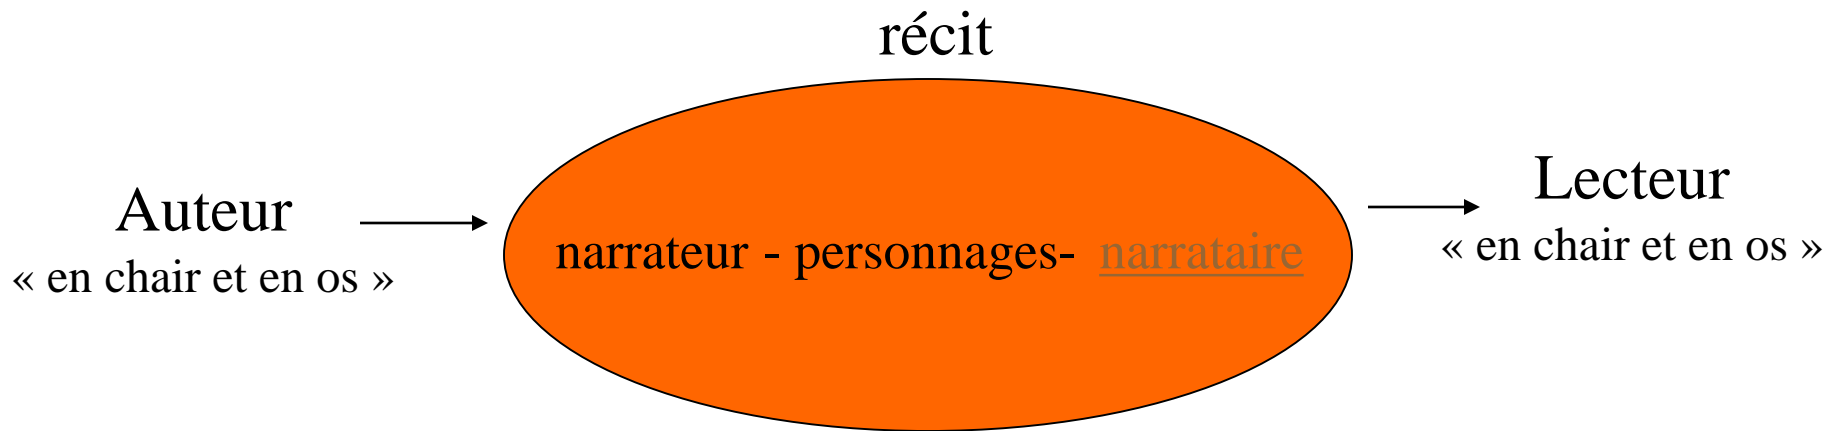 récit
Auteur
« en chair et en os »
narrateur - personnages- narrataire
Lecteur
« en chair et en os »